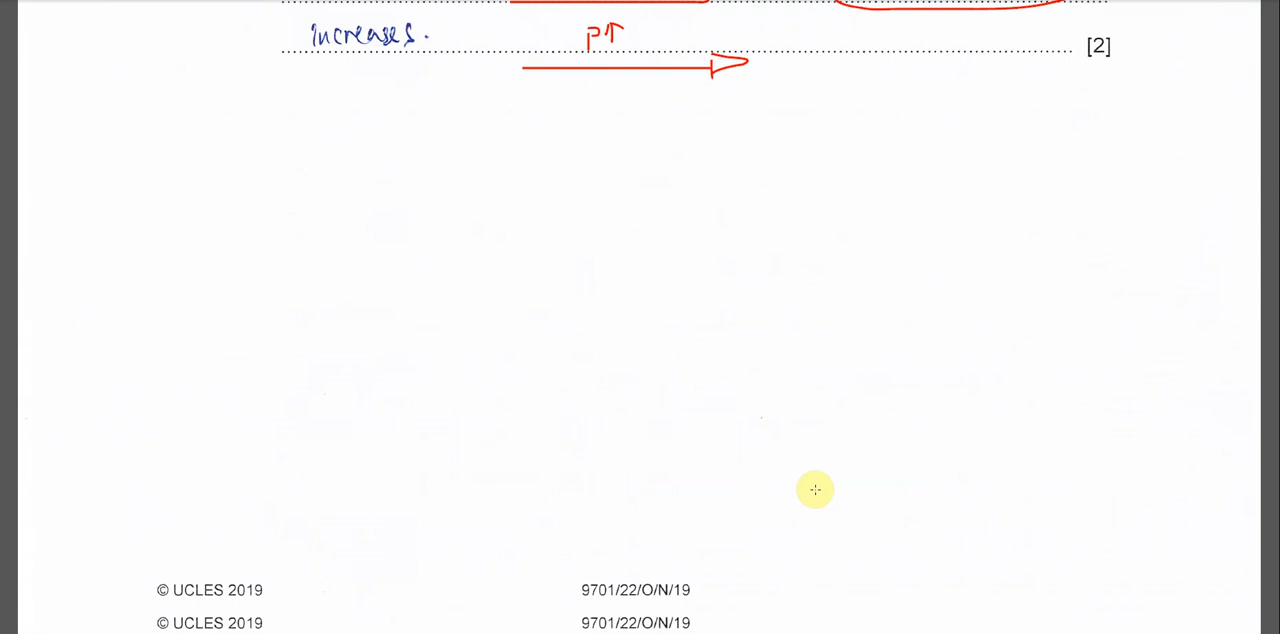 increases. p↑
[2]
© UCLES 2019 9701/22/O/N/19
© UCLES 2019 9701/22/O/N/19